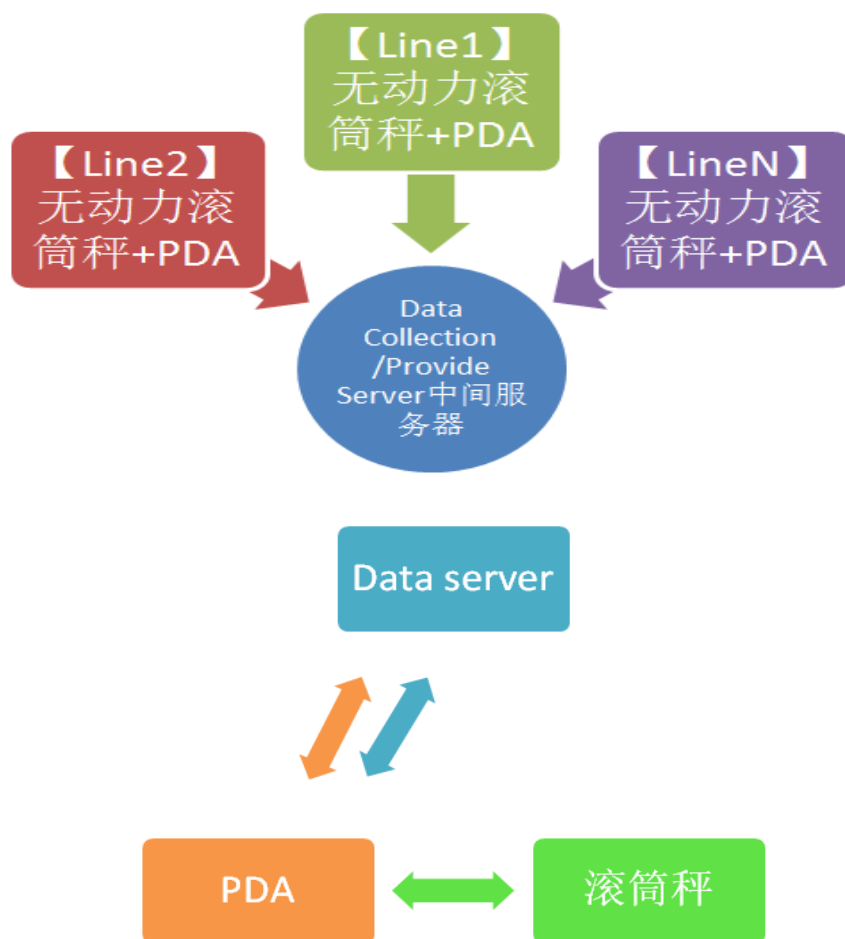 【Line1】
无动力滚
筒秤+PDA
【Line2】
无动力滚
筒秤+PDA
【LineN】
无动力滚
筒秤+PDA
Data
Collection
/Provide
Server中间服
务器
Data server
PDA
滚筒秤